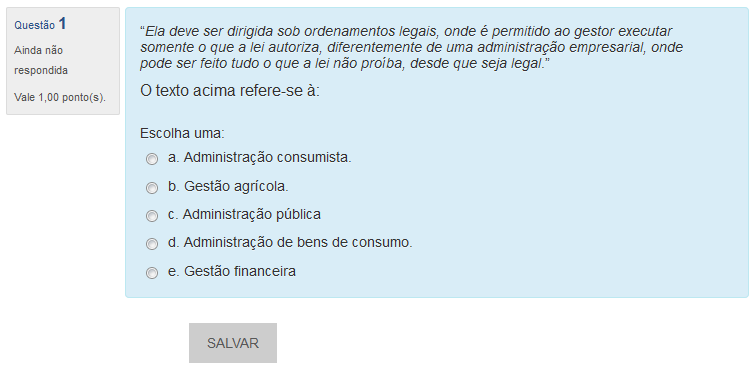 Questão 1
Ainda não
respondida
Vale 1,00 ponto(s).
“Ela deve ser dirigida sob ordenamentos legais, onde é permitido ao gestor executar
somente o que a lei autoriza, diferentemente de uma administração empresarial, onde
pode ser feito tudo o que a lei não proíba, desde que seja legal.”
O texto acima refere-se à:
Escolha uma:
a. Administração consumista.
b. Gestão agrícola.
c. Administração pública
d. Administração de bens de consumo.
e. Gestão financeira
SALVAR